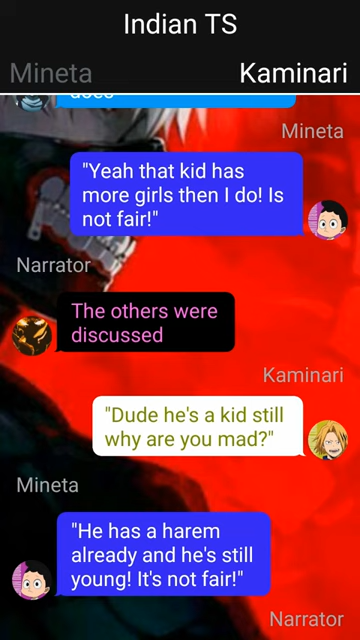 Indian TS
Mineta Kaminari
does
Mineta
"Yeah that kid has
more girls then I do! Is
not fair!"
Narrator
The others were
discussed
Kaminari
"Dude he's a kid still
why are you mad?"
Mineta
"He has a harem
already and he's still
young! It's not fair!"
Narrator